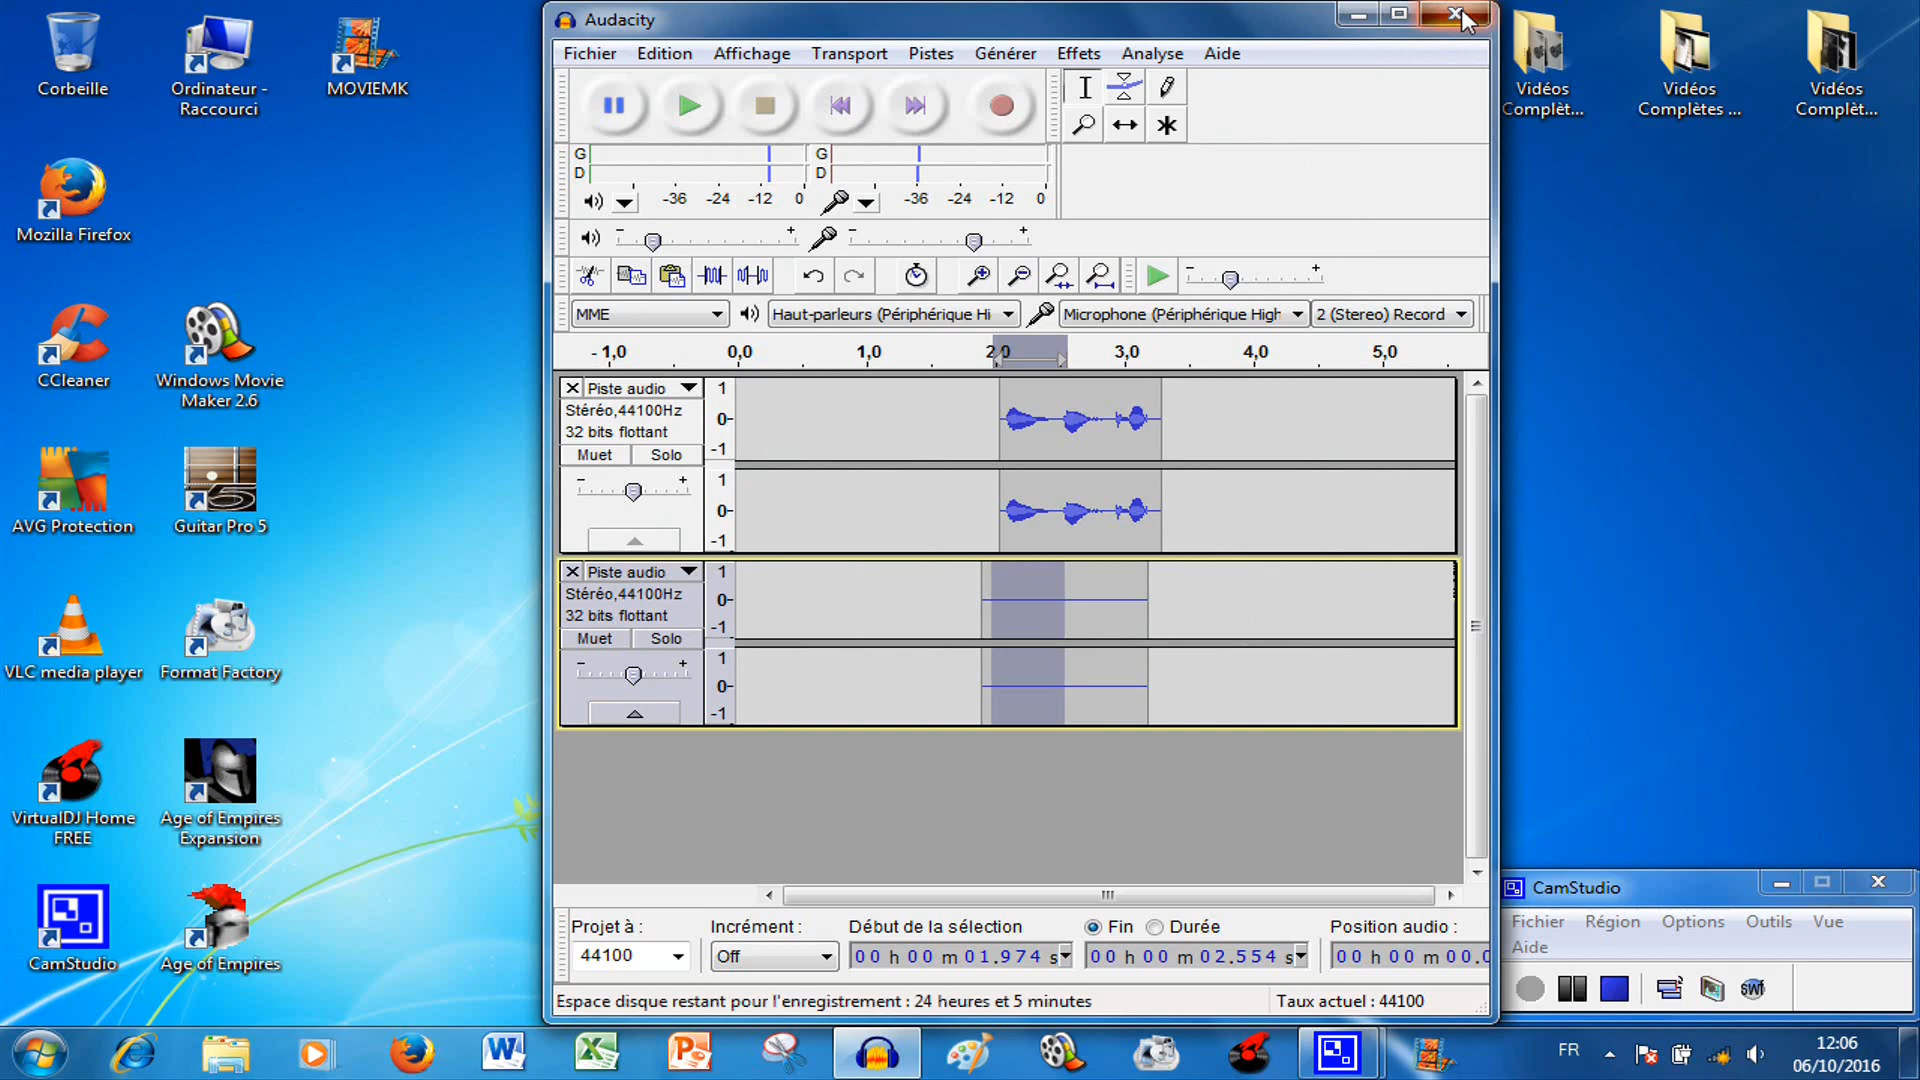 Corbeille
Ordinateur -
Raccourci
MOVIEMK
Mozilla Firefox
CCleaner
Windows Movie
Maker 2.6
AVG Protection
Guitar Pro 5
VLC media player
Format Factory
VirtualDJ Home
FREE
Age of Empires
Expansion
CamStudio
Age of Empires
Audacity
Fichier Edition Affichage Transport Pistes Générer Effets Analyse Aide
G
D
-36 -24 -12 0
G
D
-36 -24 -12 0
- +
- +
- +
MME
Haut-parleurs (Périphérique Hi
Microphone (Périphérique High
2 (Stereo) Record
- 1,0 0,0 1,0 2,0 3,0 4,0 5,0
Piste audio
Stéréo,44100Hz
32 bits flottant
Muet Solo
- +
1
0-
-1
1
0-
-1
Piste audio
Stéréo,44100Hz
32 bits flottant
Muet Solo
- +
1
0-
-1
1
0-
-1
Projet à : Incrément : Début de la sélection Fin Durée Position audio :
44100 Off 00 h 00 m 01.974 s 00 h 00 m 02.554 s 00 h 00 m 00.0
Espace disque restant pour l'enregistrement : 24 heures et 5 minutes
Taux actuel : 44100
Vidéos
Complèt...
Vidéos
Complètes ...
Vidéos
Complèt...
CamStudio
Fichier Région Options Outils Vue
Aide
swf
FR
12:06
06/10/2016